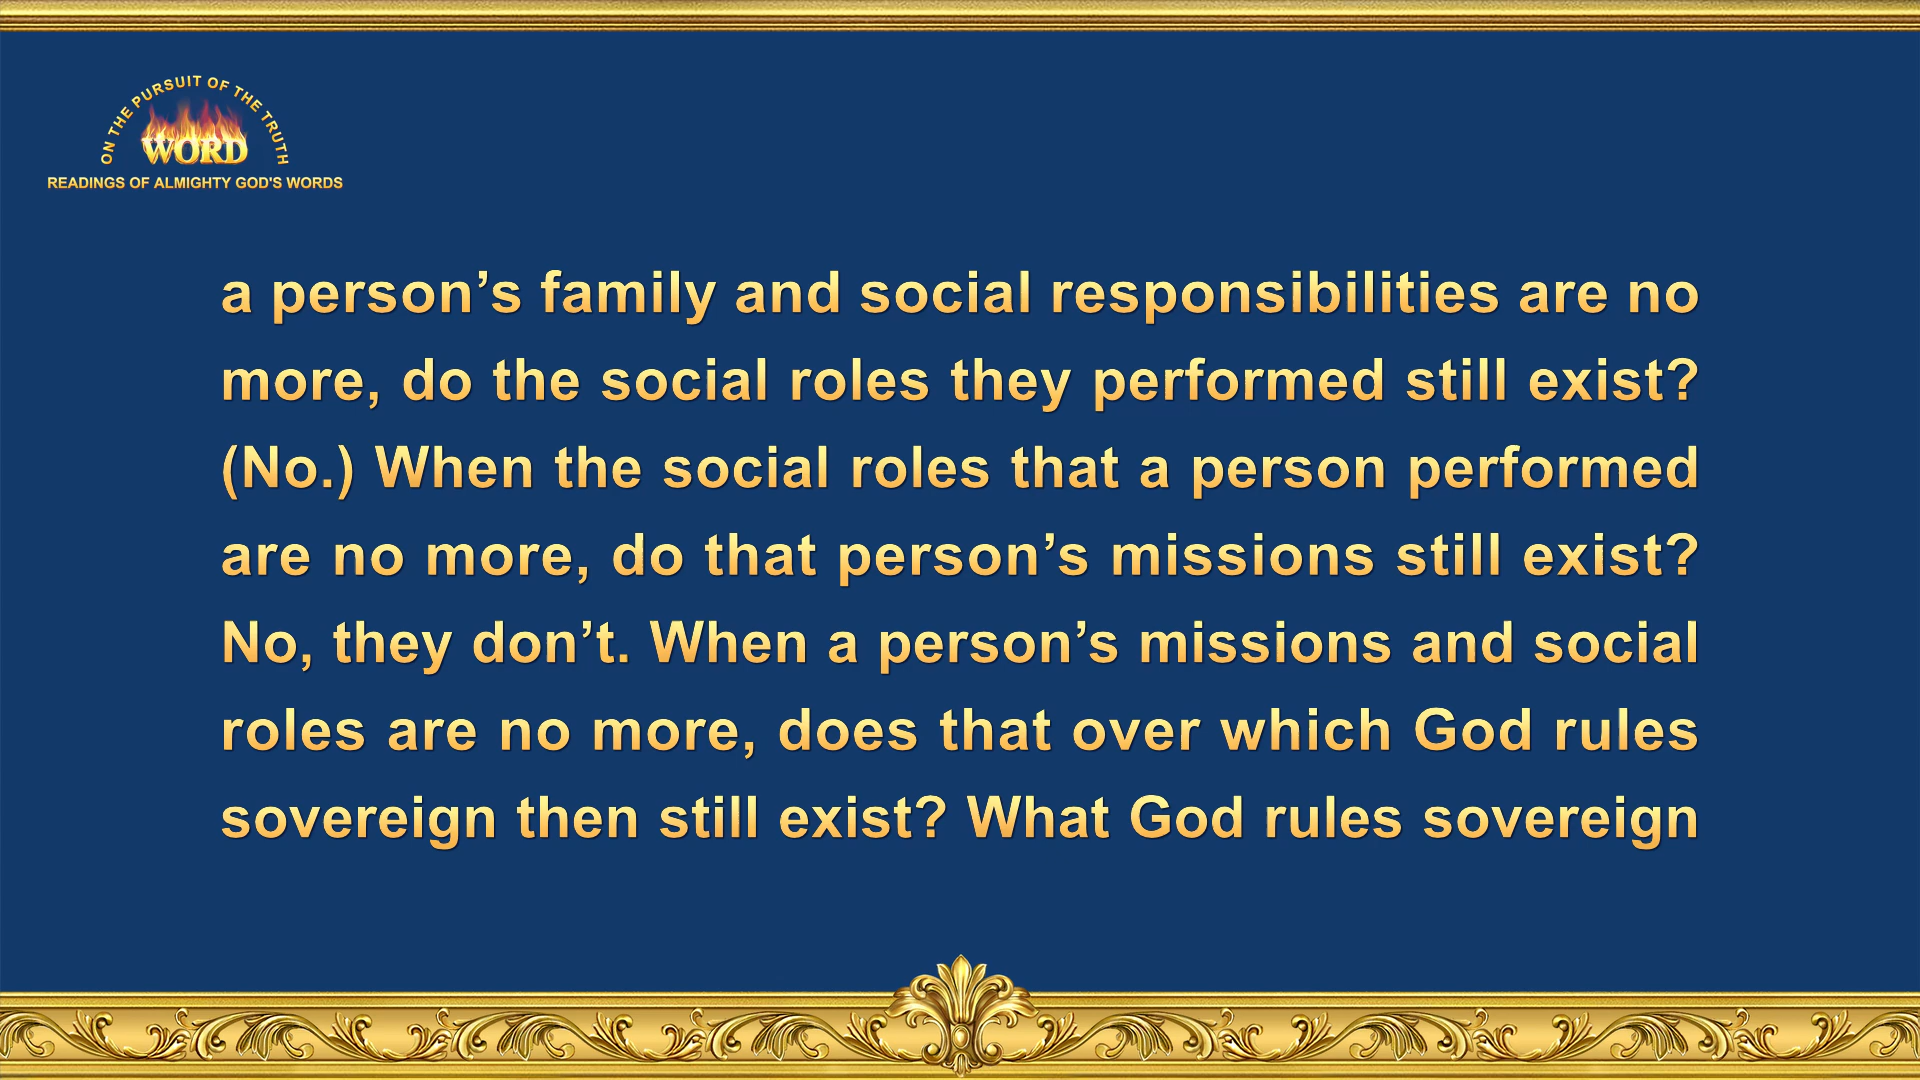 ON THE PURSUIT OF THE TRUTH
WORD
READINGS OF ALMIGHTY GOD'S WORDS
a person’s family and social responsibilities are no
more, do the social roles they performed still exist?
(No.) When the social roles that a person performed
are no more, do that person’s missions still exist?
No, they don’t. When a person’s missions and social
roles are no more, does that over which God rules
sovereign then still exist? What God rules sovereign